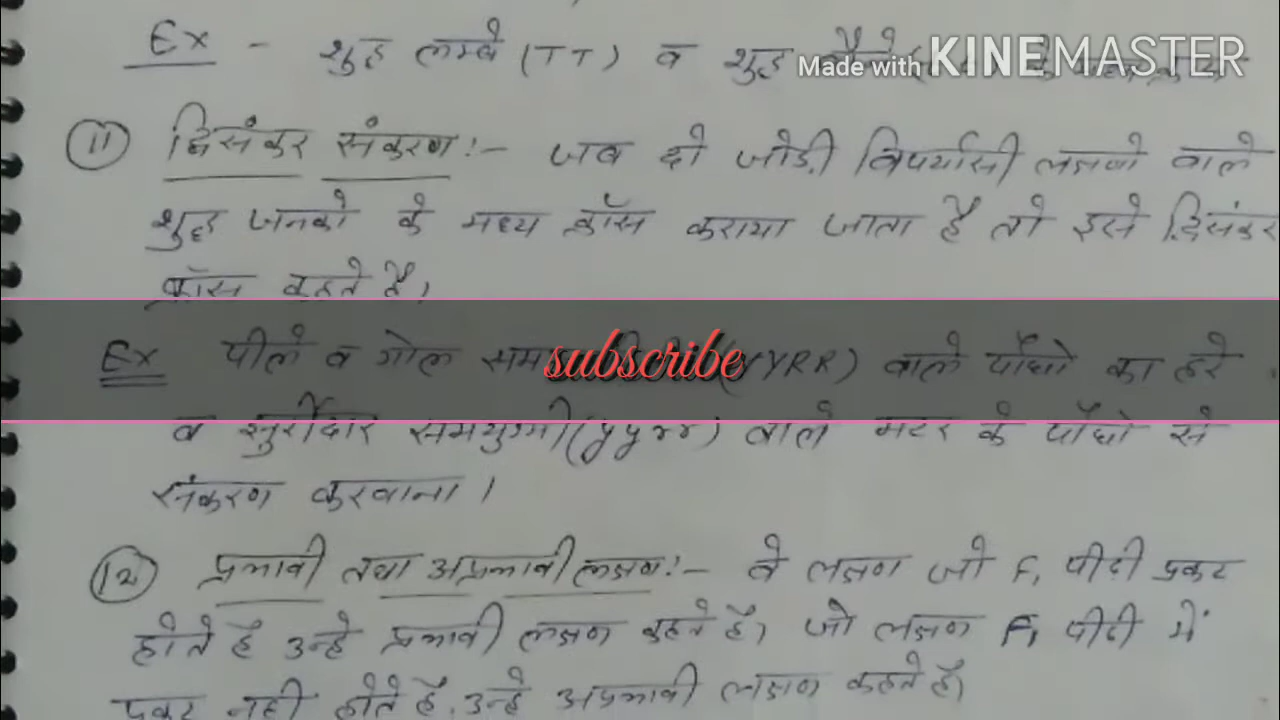 Ex - शुद्ध लम्बे (TT) व शुद्ध
Made with KINEMASTER
(11) द्विसंकर संकरण :- जब दो जोड़ी विपर्यासी लक्षणो वाले
शुद्ध जनको के मध्य क्रॉस कराया जाता है तो इसे द्विसंकर
क्रॉस कहते है।
Ex पीले व गोल (YYRR) वाले पौधो का हरे
subscribe
व झुर्रीदार समयुग्मी (yyrr) वाले मटर के पौधो से
संकरण करवाना।
(12) प्रभावी तथा अप्रभावी लक्षण :- वे लक्षण जो F1 पीढी प्रकट
होते है उन्हे प्रभावी लक्षण कहते है। जो लक्षण F1 पीढी में
प्रकट नही होते है, उन्हे अप्रभावी लक्षण कहते है।